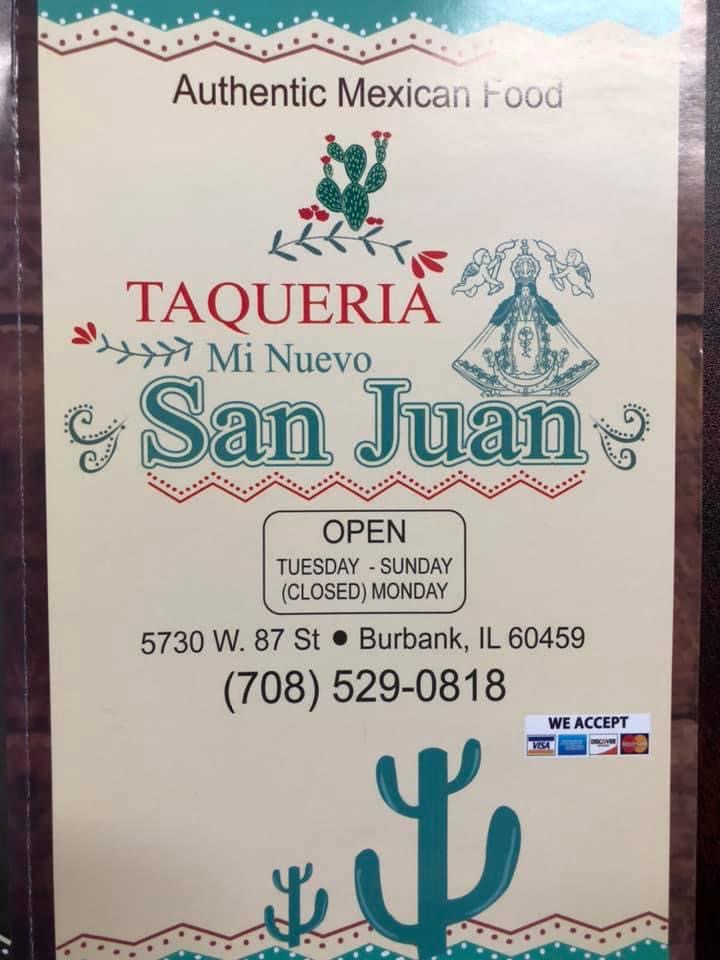 Authentic Mexican Food
TAQUERIA
Mi Nuevo
San Juan
OPEN
TUESDAY - SUNDAY
(CLOSED) MONDAY
5730 W. 87 St • Burbank, IL 60459
(708) 529-0818
WE ACCEPT
VISA DISCOVER